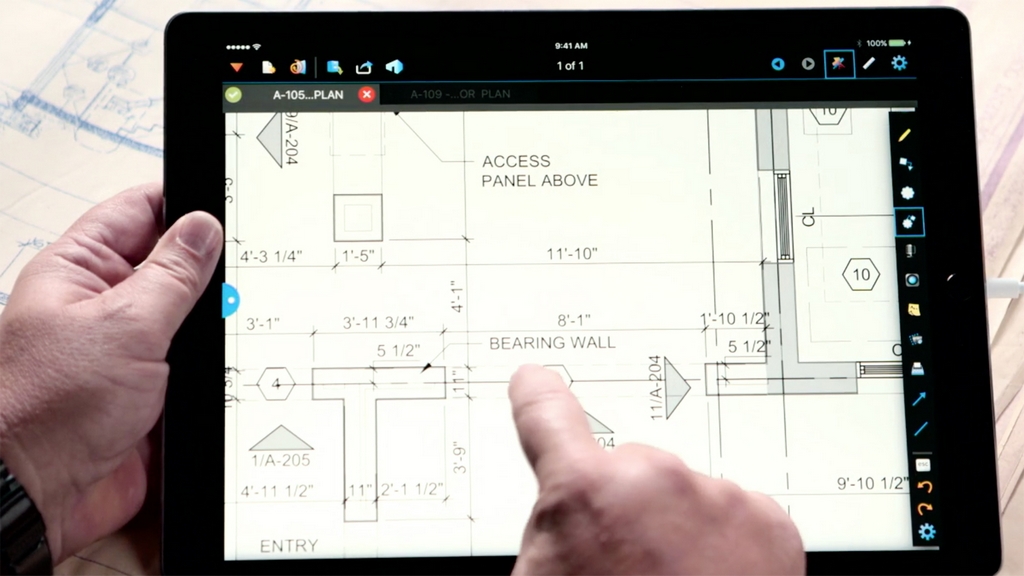 9:41 AM
100%
1 of 1
A-105...PLAN
A-109 -...OR PLAN
9/A-204
ACCESS
PANEL ABOVE
10
CL
4'-3 1/4"
1'-5"
11'-10"
10
4'-1"
3'-1"
3'-11 3/4"
8'-1"
1'-10 1/2"
5 1/2"
BEARING WALL
5 1/2"
4
11"
11/A-204
1/A-205
04
3'-9"
4'-11 1/2"
11"
2'-1 1/2"
9'-10 1/2"
ENTRY